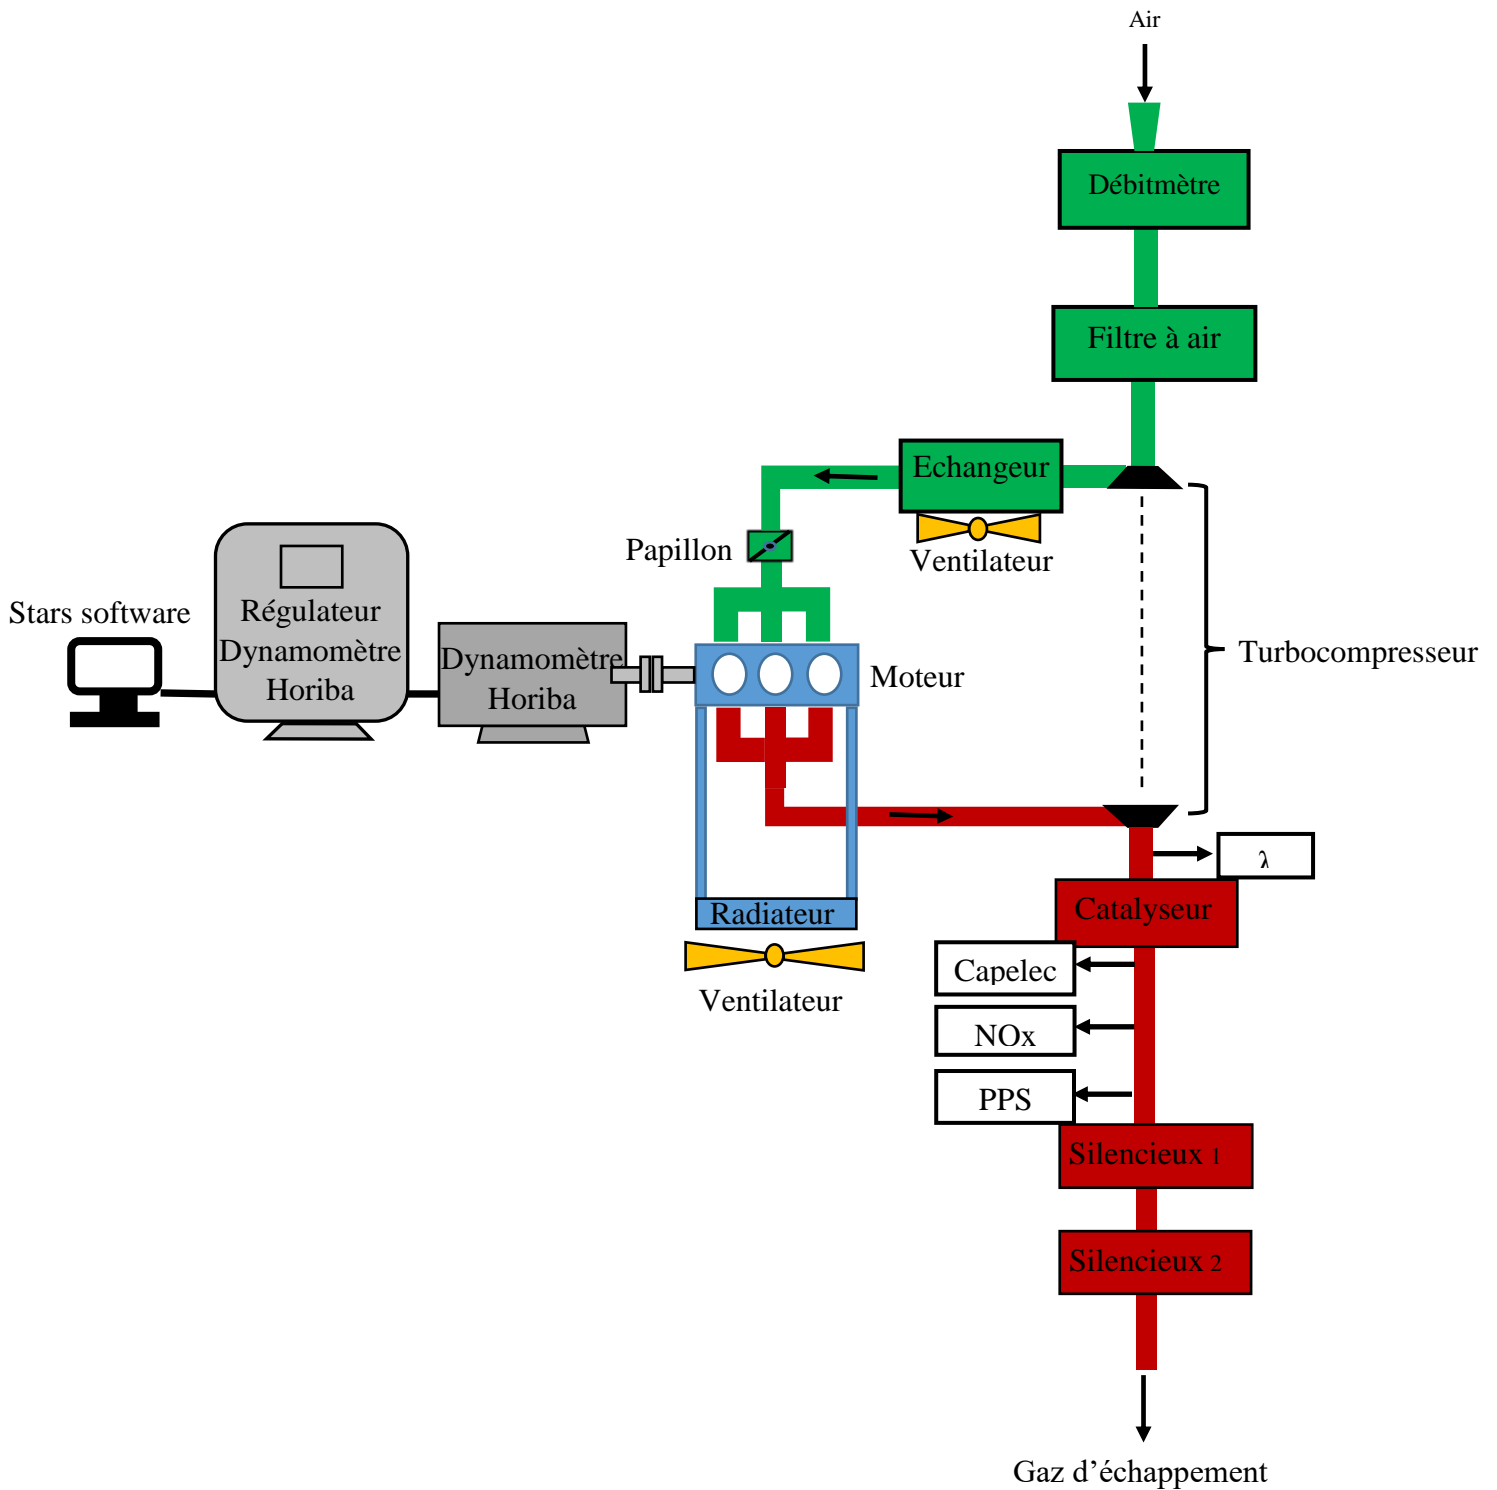 Air
Débitmètre
Filtre à air
Echangeur
Ventilateur
Papillon
Stars software
Régulateur
Dynamomètre
Horiba
Dynamomètre
Horiba
Moteur
Turbocompresseur
λ
Radiateur
Ventilateur
Catalyseur
Capelec
NOx
PPS
Silencieux 1
Silencieux 2
Gaz d’échappement